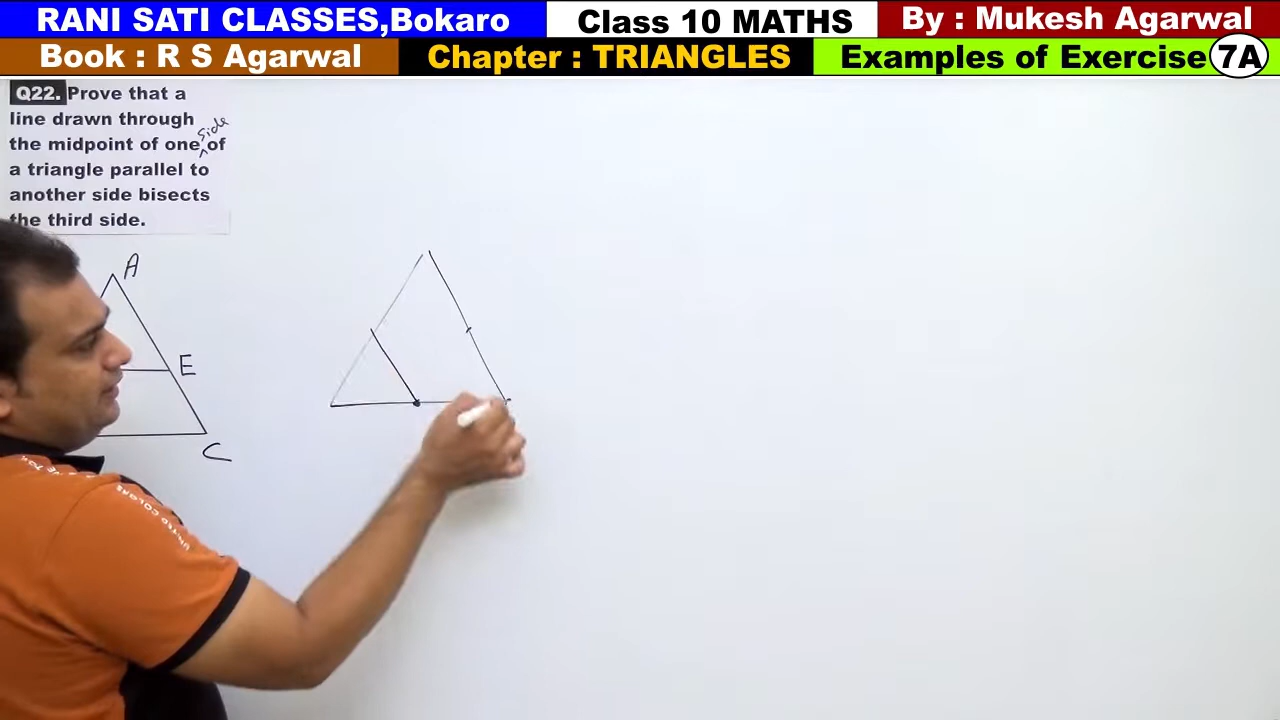 RANI SATI CLASSES,Bokaro
Class 10 MATHS
By : Mukesh Agarwal
Book : R S Agarwal
Chapter : TRIANGLES
Examples of Exercise 7A
Q22. Prove that a
line drawn through
the midpoint of one side of
a triangle parallel to
another side bisects
the third side.
A
E
C